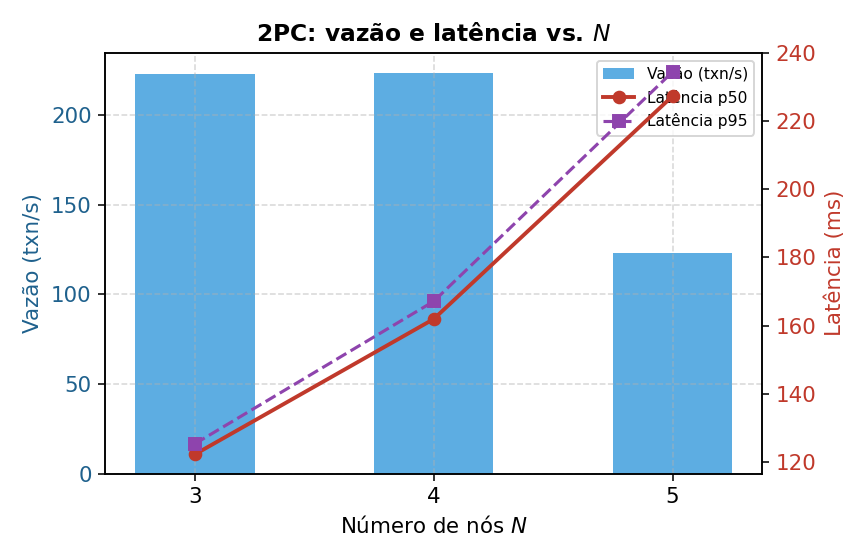 2PC: vazão e latência vs. N
Vazão (txn/s)
Latência p50
Latência p95
200
150
100
50
0
Vazão (txn/s)
240
220
200
180
160
140
120
Latência (ms)
3 4 5
Número de nós N